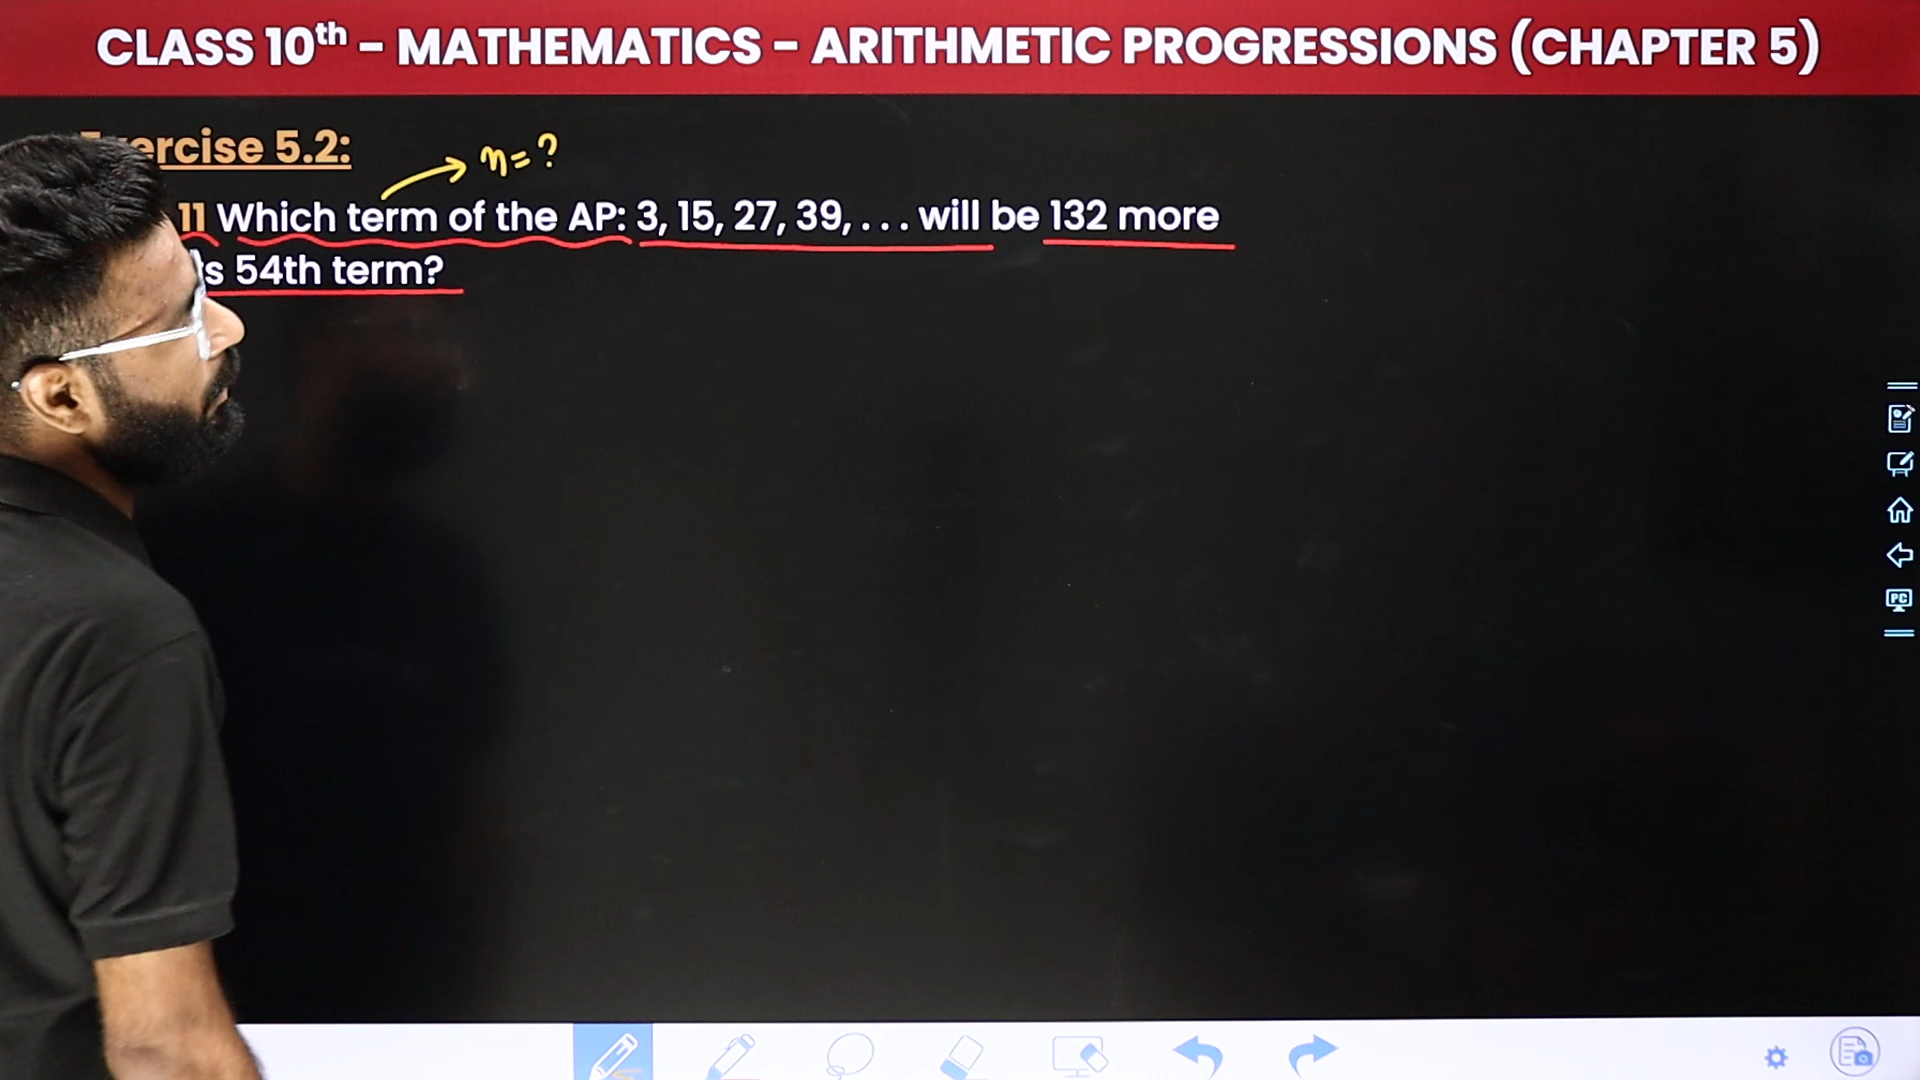 CLASS 10th – MATHEMATICS – ARITHMETIC PROGRESSIONS (CHAPTER 5)
ercise 5.2:
n = ?
11 Which term of the AP: 3, 15, 27, 39, . . . will be 132 more
s 54th term?
PC